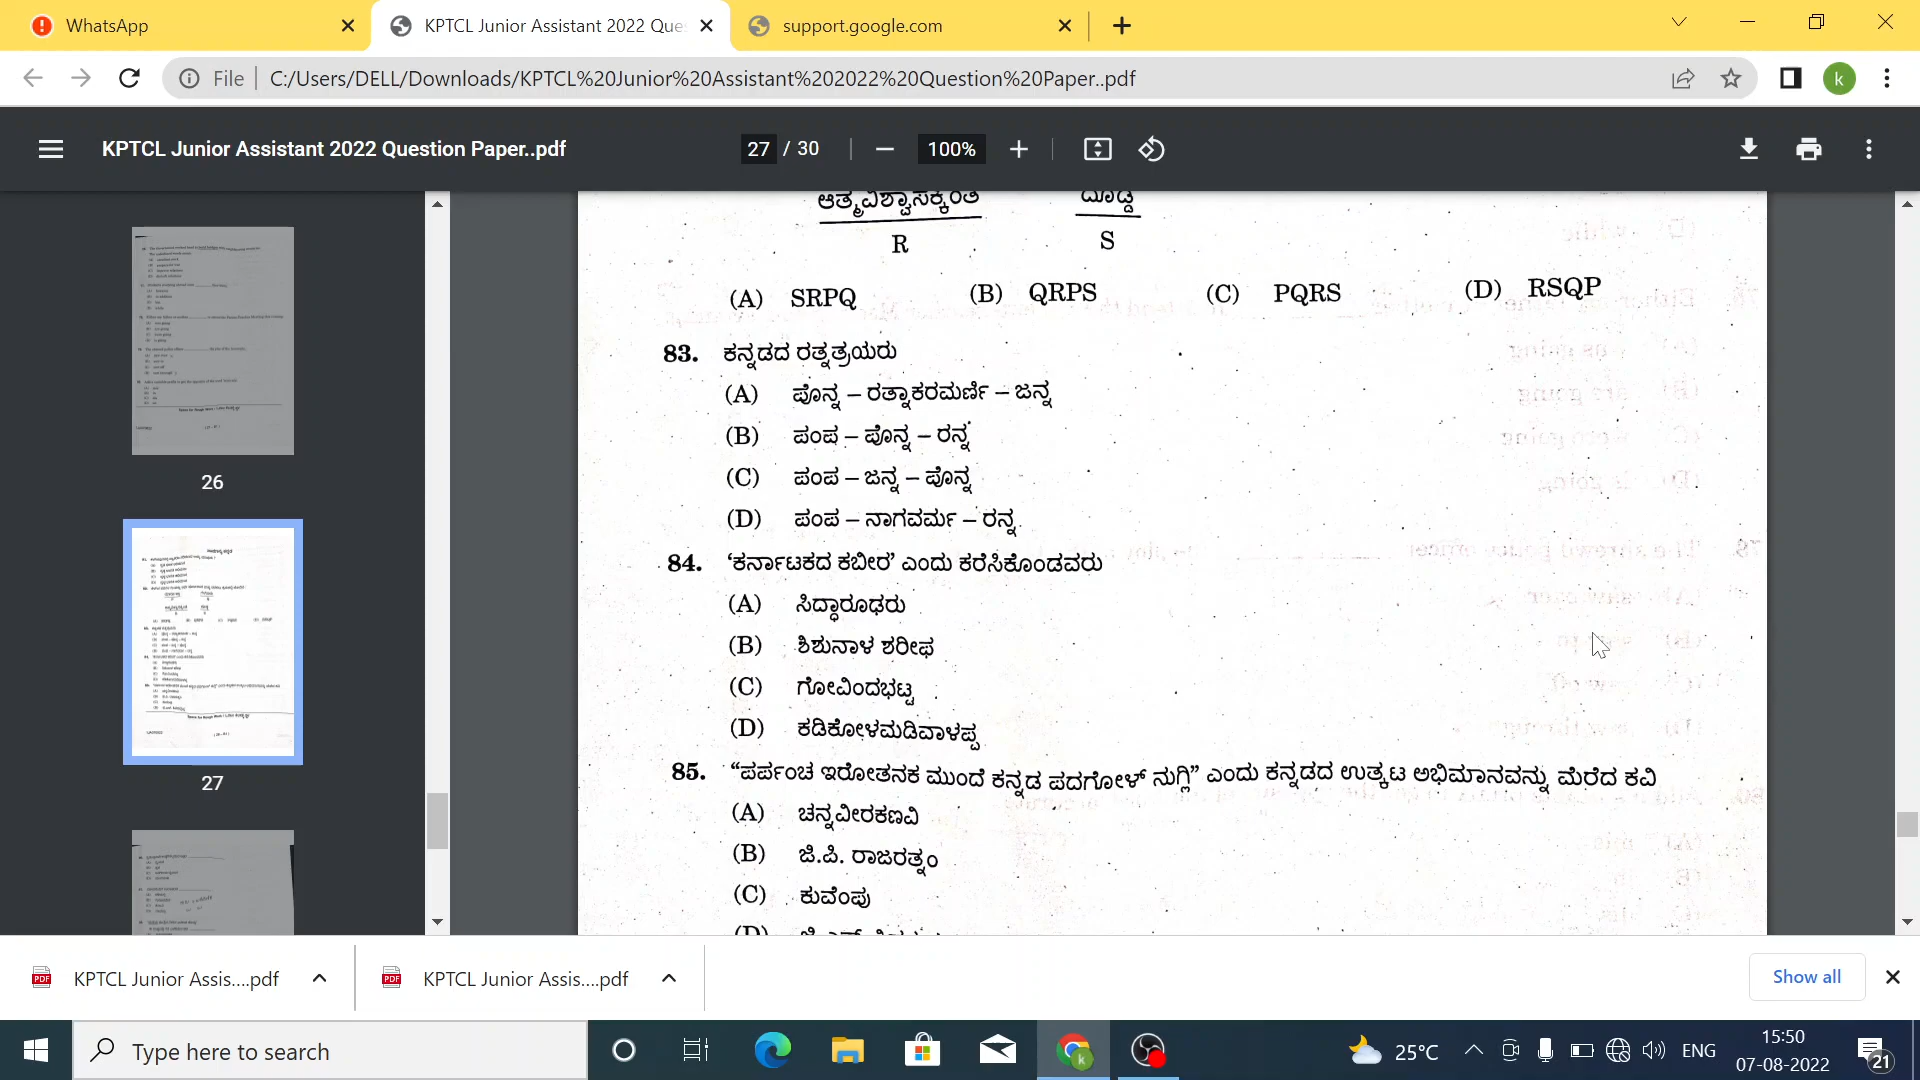 WhatsApp
KPTCL Junior Assistant 2022 Ques
support.google.com
File C:/Users/DELL/Downloads/KPTCL%20Junior%20Assistant%202022%20Question%20Paper..pdf
k
KPTCL Junior Assistant 2022 Question Paper..pdf
27 / 30
100%
26
27
ಆತ್ಮವಿಶ್ವಾಸಕ್ಕಿಂತ ದೊಡ್ಡ
R S
(A) SRPQ (B) QRPS (C) PQRS (D) RSQP
83. ಕನ್ನಡದ ರತ್ನತ್ರಯರು
(A) ಪೊನ್ನ – ರತ್ನಾಕರವರ್ಣಿ – ಜನ್ನ
(B) ಪಂಪ – ಪೊನ್ನ – ರನ್ನ
(C) ಪಂಪ – ಜನ್ನ – ಪೊನ್ನ
(D) ಪಂಪ – ನಾಗವರ್ಮ – ರನ್ನ
84. ‘ಕರ್ನಾಟಕದ ಕಬೀರ’ ಎಂದು ಕರೆಸಿಕೊಂಡವರು
(A) ಸಿದ್ಧಾರೂಢರು
(B) ಶಿಶುನಾಳ ಶರೀಫ
(C) ಗೋವಿಂದಭಟ್ಟ
(D) ಕಡಿಕೋಳಮಡಿವಾಳಪ್ಪ
85. “ಪರ್ಪಂಚ ಇರೋತನಕ ಮುಂದೆ ಕನ್ನಡ ಪದಗೋಳ್ ನುಗ್ಲಿ” ಎಂದು ಕನ್ನಡದ ಉತ್ಕಟ ಅಭಿಮಾನವನ್ನು ಮೆರೆದ ಕವಿ
(A) ಚನ್ನವೀರಕಣವಿ
(B) ಜಿ.ಪಿ. ರಾಜರತ್ನಂ
(C) ಕುವೆಂಪು
(D)
KPTCL Junior Assis....pdf
KPTCL Junior Assis....pdf
Show all
Type here to search
25°C
ENG
15:50
07-08-2022
21